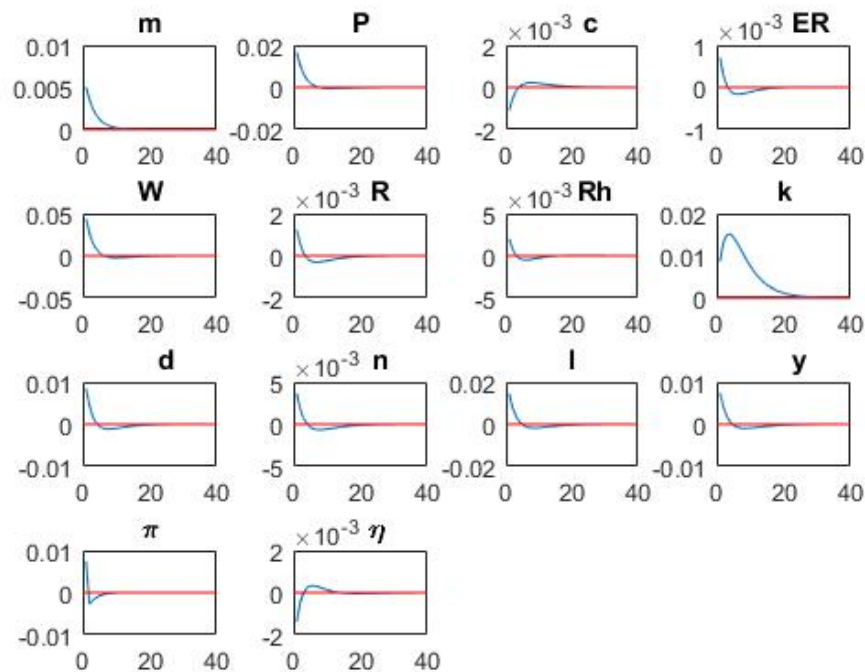 m P × 10⁻³ c × 10⁻³ ER
0.01 0.02 2 1
0.005 0 0 0
0 -0.02 -2 -1
0 20 40 0 20 40 0 20 40 0 20 40
W × 10⁻³ R × 10⁻³ Rh k
0.05 2 5 0.02
0 0 0 0.01
-0.05 -2 -5 0
0 20 40 0 20 40 0 20 40 0 20 40
d × 10⁻³ n l y
0.01 5 0.02 0.01
0 0 0 0
-0.01 -5 -0.02 -0.01
0 20 40 0 20 40 0 20 40 0 20 40
π × 10⁻³ η
0.01 2
0 0
-0.01 -2
0 20 40 0 20 40